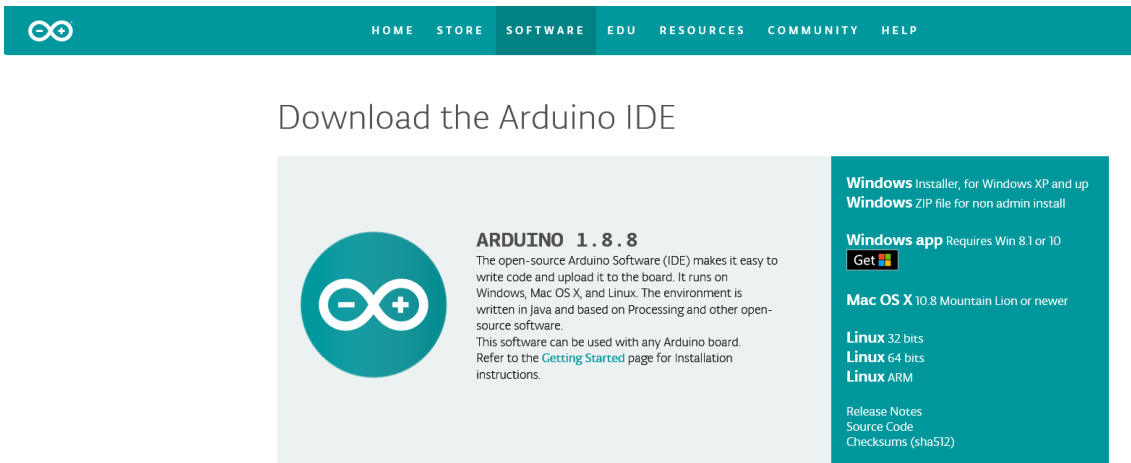 HOME STORE SOFTWARE EDU RESOURCES COMMUNITY HELP
Download the Arduino IDE
ARDUINO 1.8.8
The open-source Arduino Software (IDE) makes it easy to
write code and upload it to the board. It runs on
Windows, Mac OS X, and Linux. The environment is
written in Java and based on Processing and other open-
source software.
This software can be used with any Arduino board.
Refer to the Getting Started page for Installation
instructions.
Windows Installer, for Windows XP and up
Windows ZIP file for non admin install
Windows app Requires Win 8.1 or 10
Get
Mac OS X 10.8 Mountain Lion or newer
Linux 32 bits
Linux 64 bits
Linux ARM
Release Notes
Source Code
Checksums (sha512)